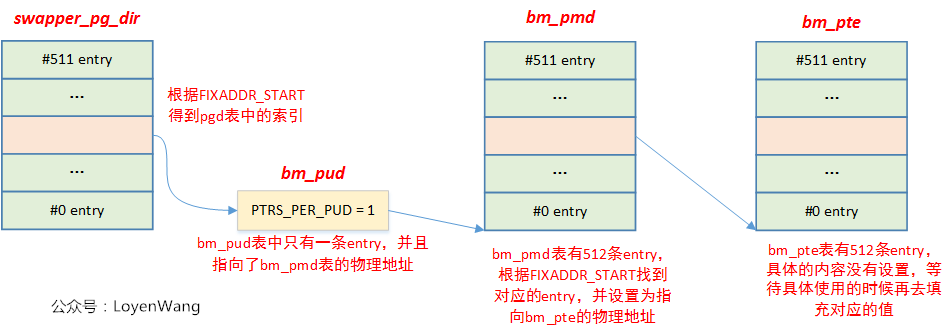 swapper_pg_dir
#511 entry
...
...
#0 entry
根据FIXADDR_START
得到pgd表中的索引
bm_pud
PTRS_PER_PUD = 1
bm_pud表中只有一条entry，并且
指向了bm_pmd表的物理地址
bm_pmd
#511 entry
...
...
#0 entry
bm_pmd表有512条entry，
根据FIXADDR_START找到
对应的entry，并设置为指
向bm_pte的物理地址
bm_pte
#511 entry
...
...
#0 entry
bm_pte表有512条entry，
具体的内容没有设置，等
待具体使用的时候再去填
充对应的值
公众号：LoyenWang